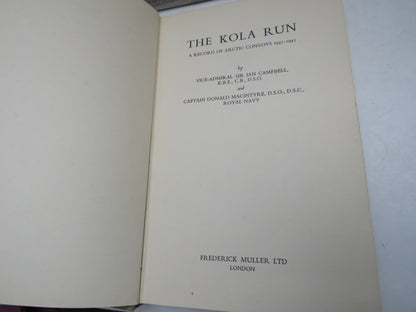 THE KOLA RUN
A RECORD OF ARCTIC CONVOYS 1941-1945
by
VICE-ADMIRAL SIR IAN CAMPBELL,
K.B.E., C.B., D.S.O.
and
CAPTAIN DONALD MACINTYRE, D.S.O., D.S.C.,
ROYAL NAVY
FREDERICK MULLER LTD
LONDON